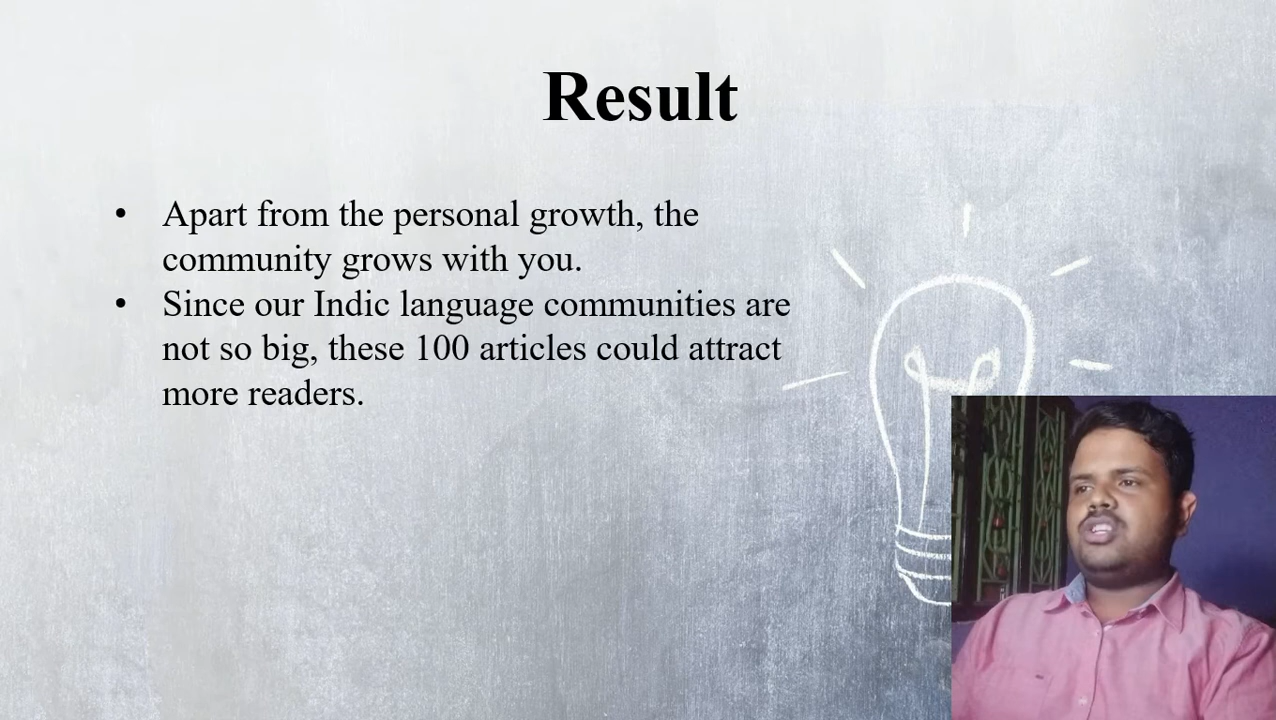 Result
• Apart from the personal growth, the
community grows with you.
• Since our Indic language communities are
not so big, these 100 articles could attract
more readers.